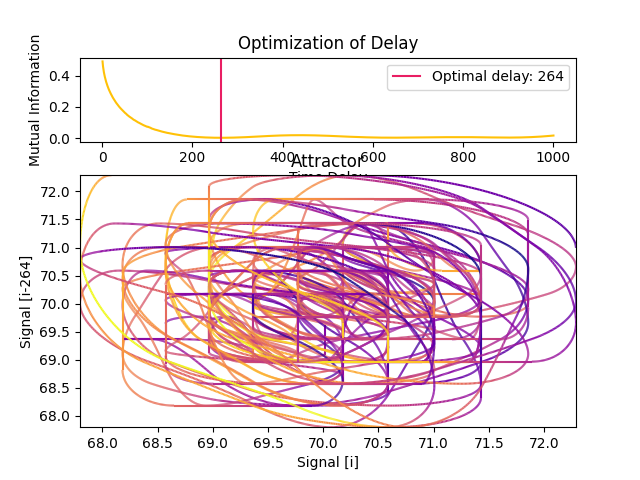 Optimization of Delay
Mutual Information
0.4
0.2
0.0
Optimal delay: 264
0 200 400 600 800 1000
Time Delay
Attractor
Signal [i-264]
72.0
71.5
71.0
70.5
70.0
69.5
69.0
68.5
68.0
68.0 68.5 69.0 69.5 70.0 70.5 71.0 71.5 72.0
Signal [i]